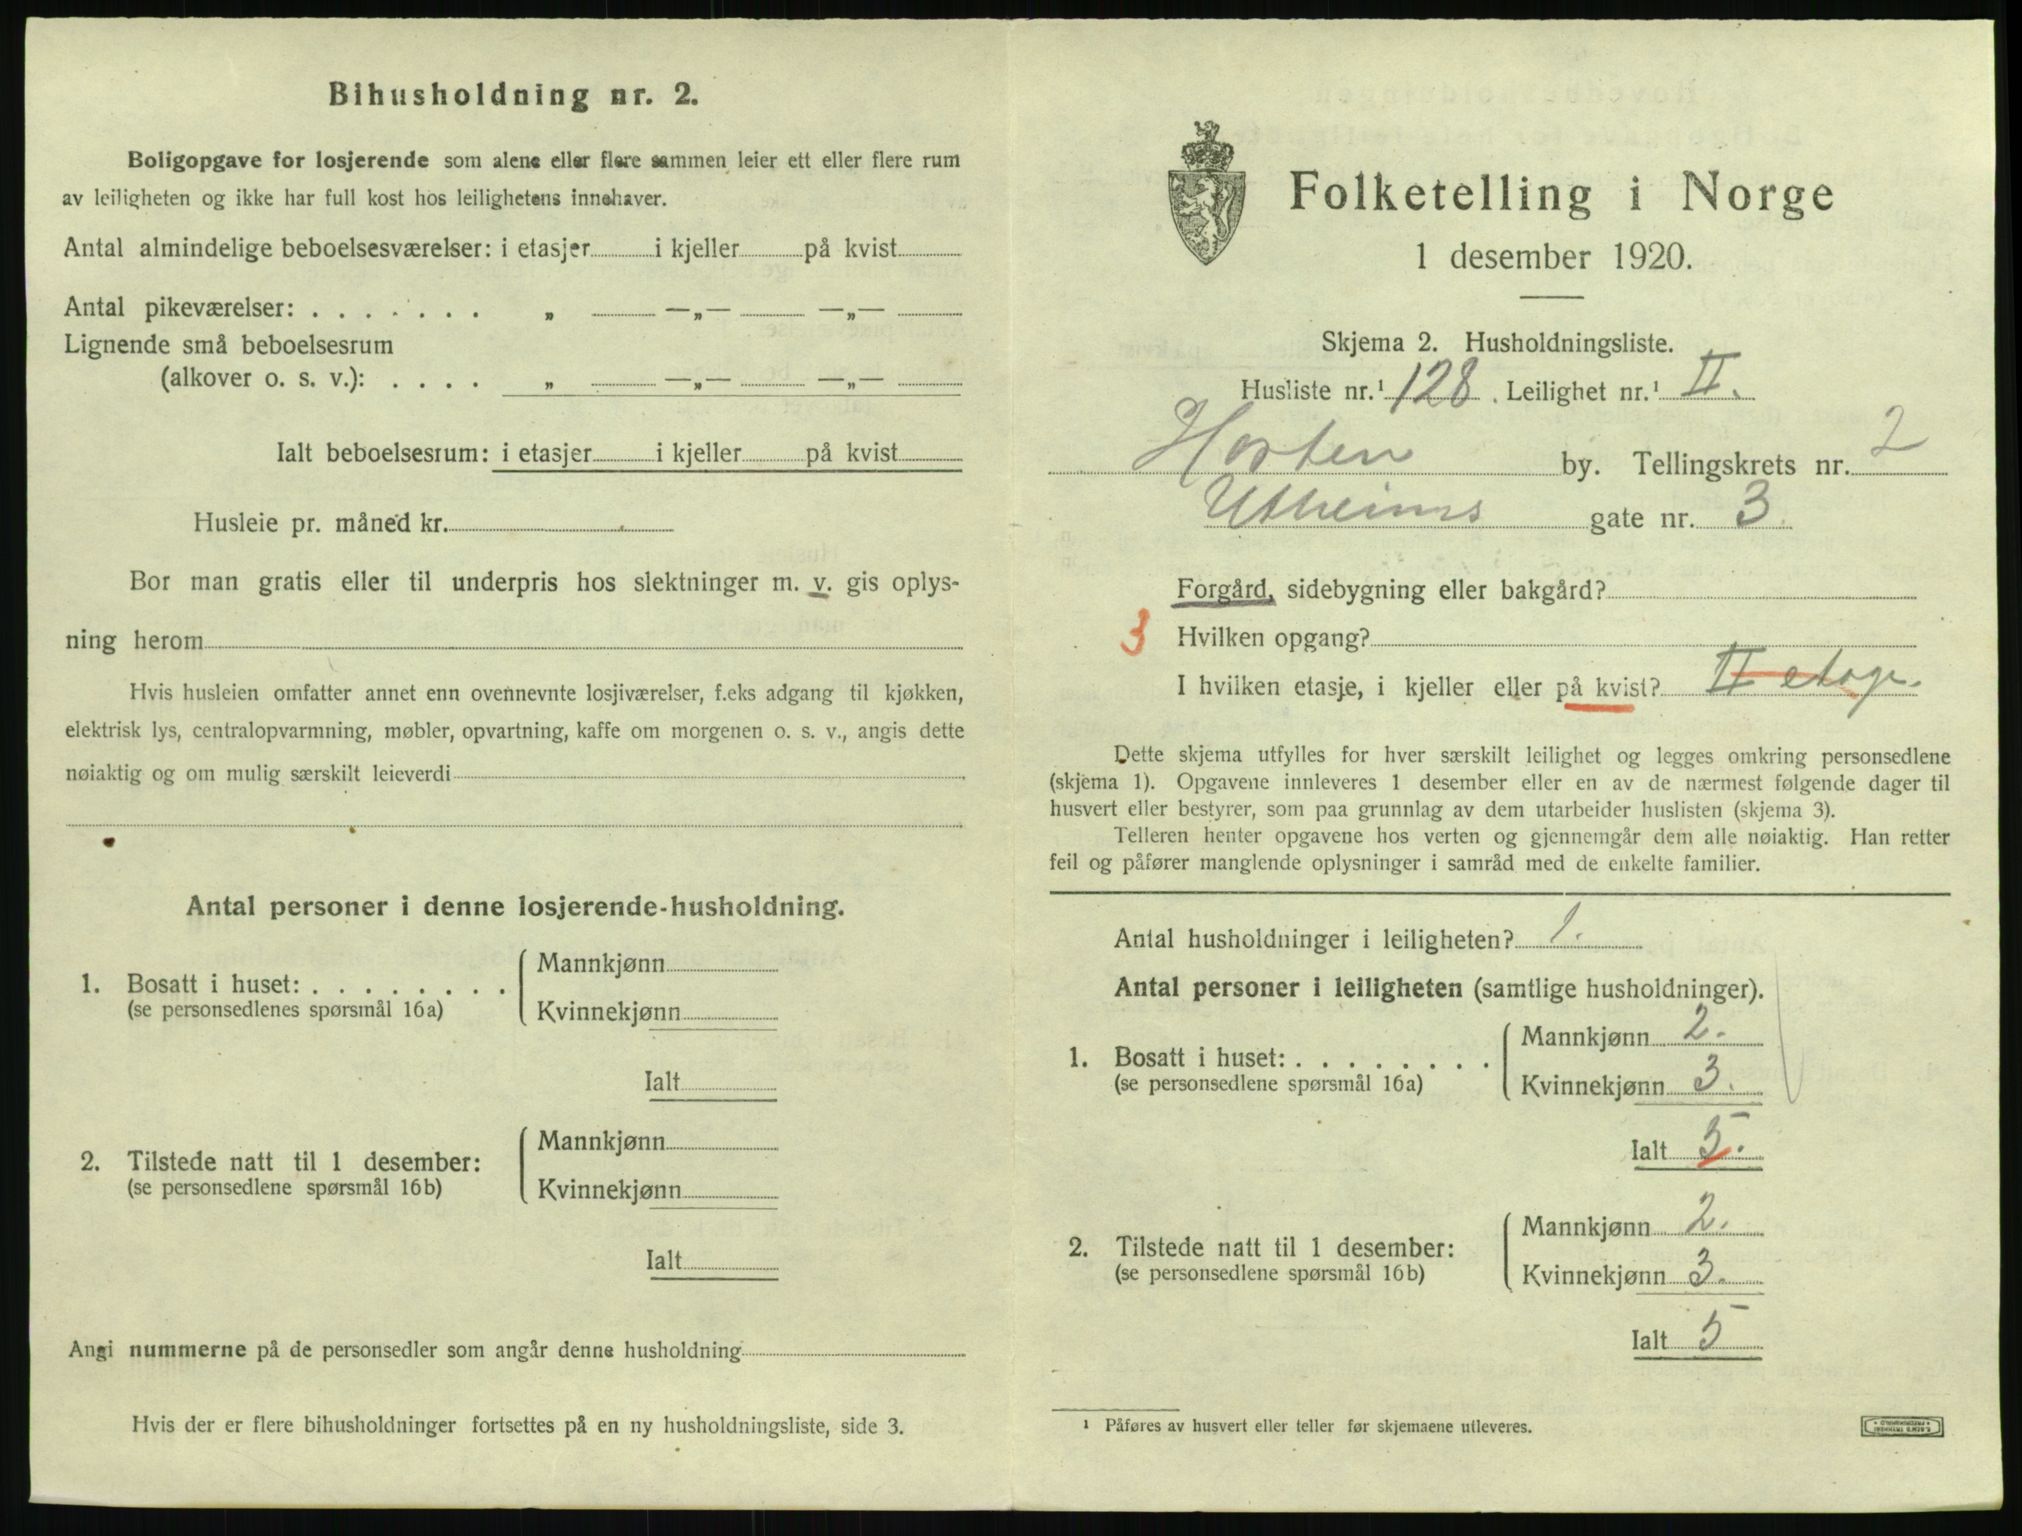 Bihusholdning nr. 2.
Boligopgave for losjerende som alene eller flere sammen leier ett eller flere rum
av leiligheten og ikke har full kost hos leilighetens innehaver.
Antal almindelige beboelsesværelser: i etasjer i kjeller på kvist
Antal pikeværelser: . . . . . . . „ —„— —„—
Lignende små beboelsesrum
(alkover o. s. v.): . . . . „ —„— —„—
Ialt beboelsesrum: i etasjer i kjeller på kvist
Husleie pr. måned kr.
Bor man gratis eller til underpris hos slektninger m. v. gis oplys-
ning herom
Hvis husleien omfatter annet enn ovennevnte losjiværelser, f.eks adgang til kjøkken,
elektrisk lys, centralopvarmning, møbler, opvartning, kaffe om morgenen o. s. v., angis dette
nøiaktig og om mulig særskilt leieverdi
Antal personer i denne losjerende-husholdning.
1. Bosatt i huset: . . . . . . . .
(se personsedlenes spørsmål 16a)
Mannkjønn
Kvinnekjønn
Ialt
2. Tilstede natt til 1 desember:
(se personsedlene spørsmål 16b)
Mannkjønn
Kvinnekjønn
Ialt
Angi nummerne på de personsedler som angår denne husholdning
Hvis der er flere bihusholdninger fortsettes på en ny husholdningsliste, side 3.
Folketelling i Norge
1 desember 1920.
Skjema 2. Husholdningsliste.
Husliste nr.¹ 128. Leilighet nr.¹ II.
Horten by. Tellingskrets nr. 2
Utheims gate nr. 3.
Forgård, sidebygning eller bakgård?
3 Hvilken opgang?
I hvilken etasje, i kjeller eller på kvist? II etage.
Dette skjema utfylles for hver særskilt leilighet og legges omkring personsedlene
(skjema 1). Opgavene innleveres 1 desember eller en av de nærmest følgende dager til
husvert eller bestyrer, som paa grunnlag av dem utarbeider huslisten (skjema 3).
Telleren henter opgavene hos verten og gjennemgår dem alle nøiaktig. Han retter
feil og påfører manglende oplysninger i samråd med de enkelte familier.
Antal husholdninger i leiligheten? 1.
Antal personer i leiligheten (samtlige husholdninger).
1. Bosatt i huset: . . . . . . . .
(se personsedlene spørsmål 16a)
Mannkjønn 2.
Kvinnekjønn 3.
Ialt 5.
2. Tilstede natt til 1 desember:
(se personsedlene spørsmål 16b)
Mannkjønn 2.
Kvinnekjønn 3.
Ialt 5
¹ Påføres av husvert eller teller før skjemaene utleveres.